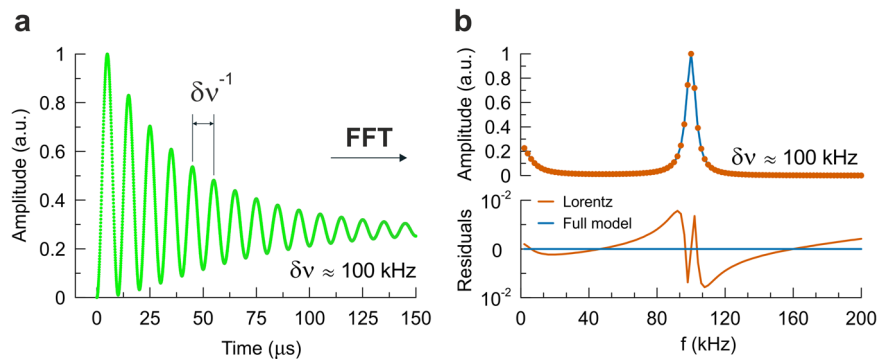 a
Amplitude (a.u.)
1
0.8
0.6
0.4
0.2
0
δν⁻¹
FFT
δν ≈ 100 kHz
0
25
50
75
100
125
150
Time (μs)
b
Amplitude (a.u.)
1
0.8
0.6
0.4
0.2
0
δν ≈ 100 kHz
Residuals
10⁻²
0
10⁻²
Lorentz
Full model
0
40
80
120
160
200
f (kHz)